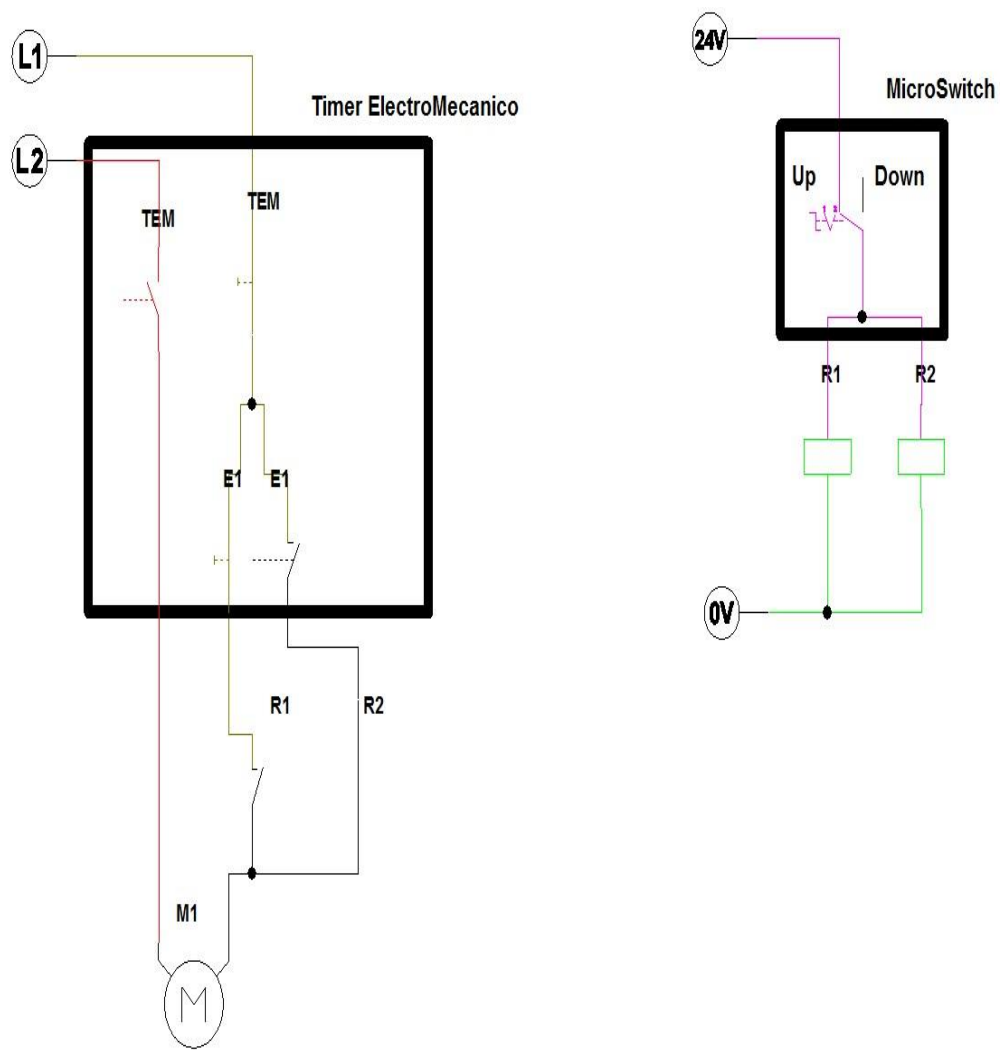 L1
24V
MicroSwitch
Timer ElectroMecanico
L2
Up Down
TEM TEM
R1 R2
E1 E1
0V
R1 R2
M1
M